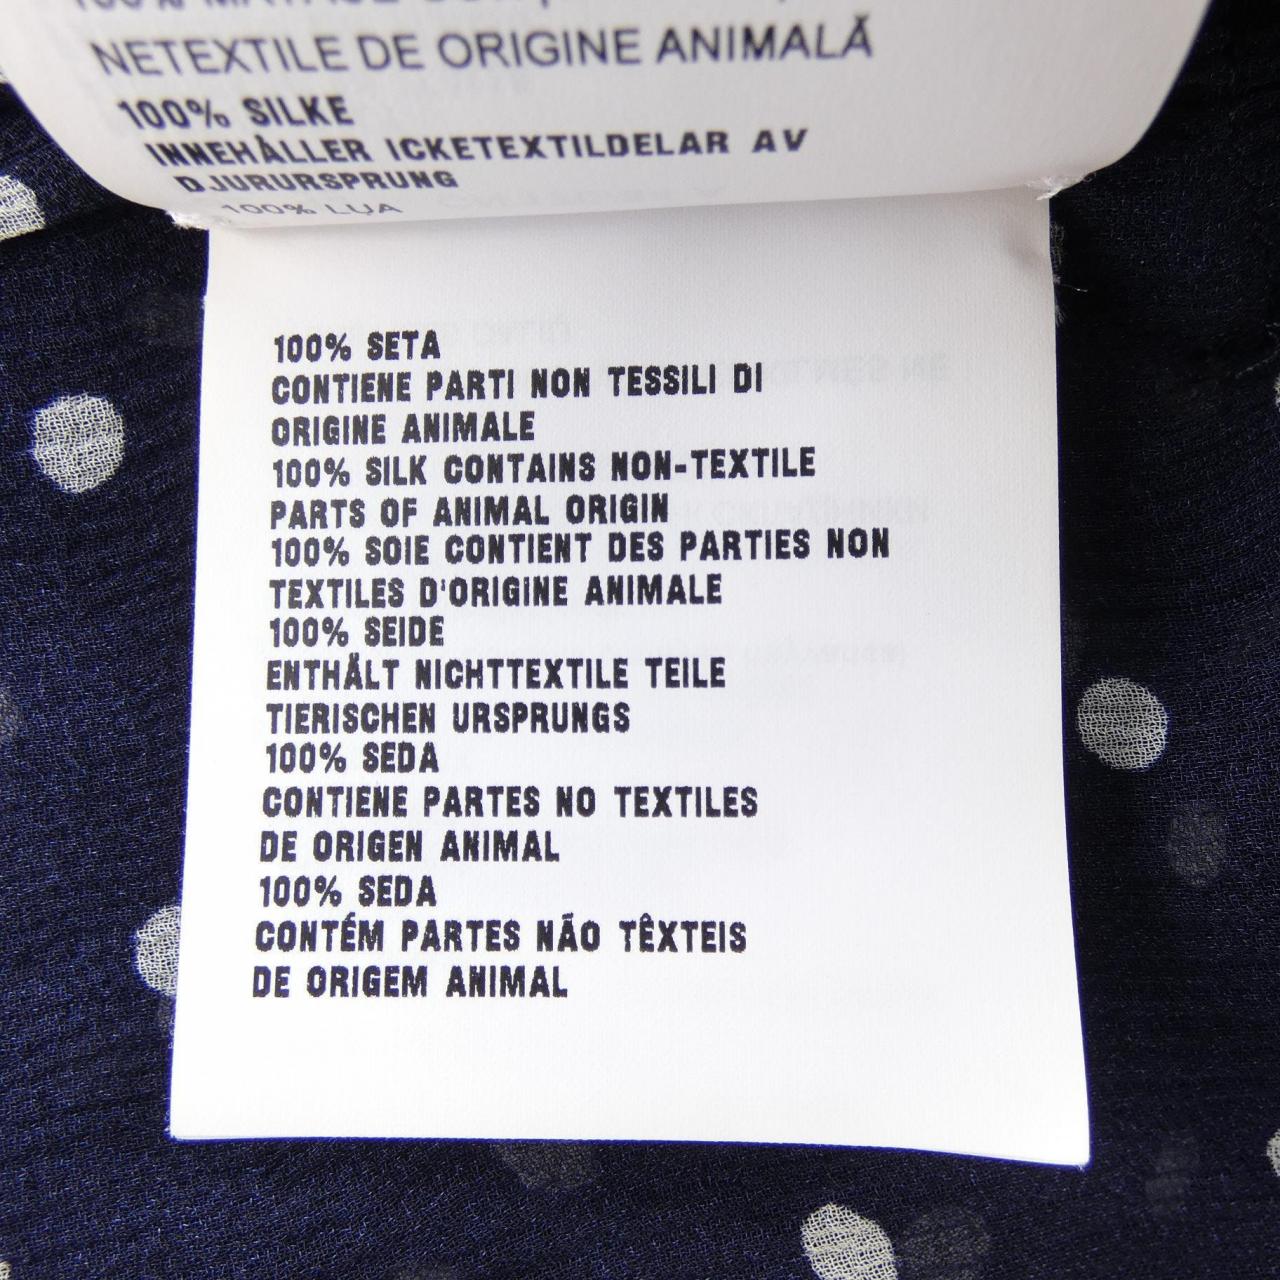 NETEXTILE DE ORIGINE ANIMALĂ
100% SILKE
INNEHÅLLER ICKETEXTILDELAR AV
DJURURSPRUNG
100% LỤA
100% SETA
CONTIENE PARTI NON TESSILI DI
ORIGINE ANIMALE
100% SILK CONTAINS NON-TEXTILE
PARTS OF ANIMAL ORIGIN
100% SOIE CONTIENT DES PARTIES NON
TEXTILES D'ORIGINE ANIMALE
100% SEIDE
ENTHÄLT NICHTTEXTILE TEILE
TIERISCHEN URSPRUNGS
100% SEDA
CONTIENE PARTES NO TEXTILES
DE ORIGEN ANIMAL
100% SEDA
CONTÉM PARTES NÃO TÊXTEIS
DE ORIGEM ANIMAL